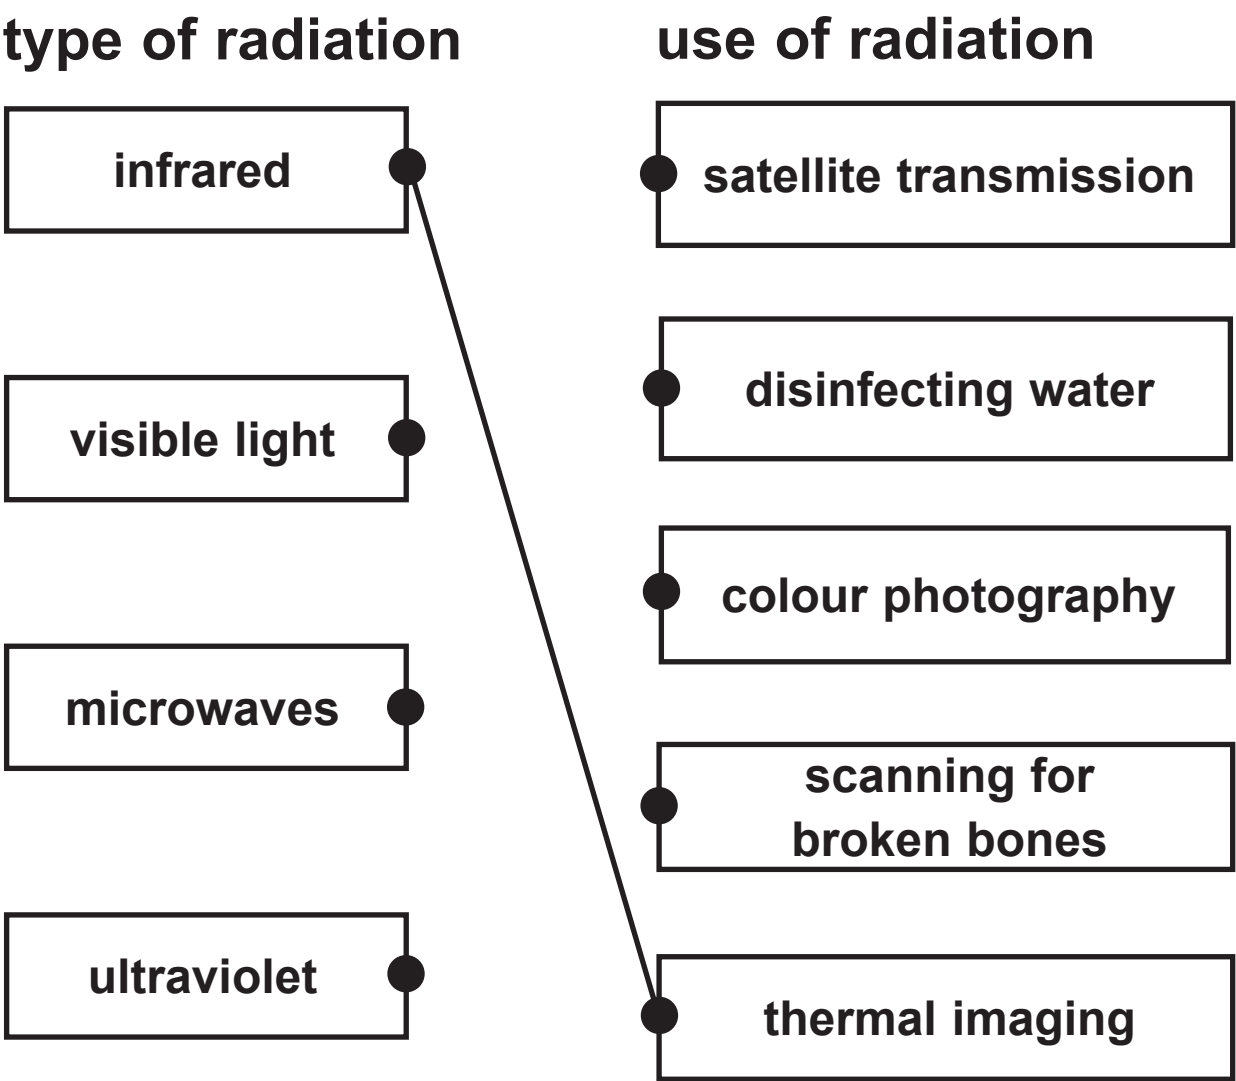 type of radiation
use of radiation
infrared
satellite transmission
visible light
disinfecting water
microwaves
colour photography
ultraviolet
scanning for
broken bones
thermal imaging